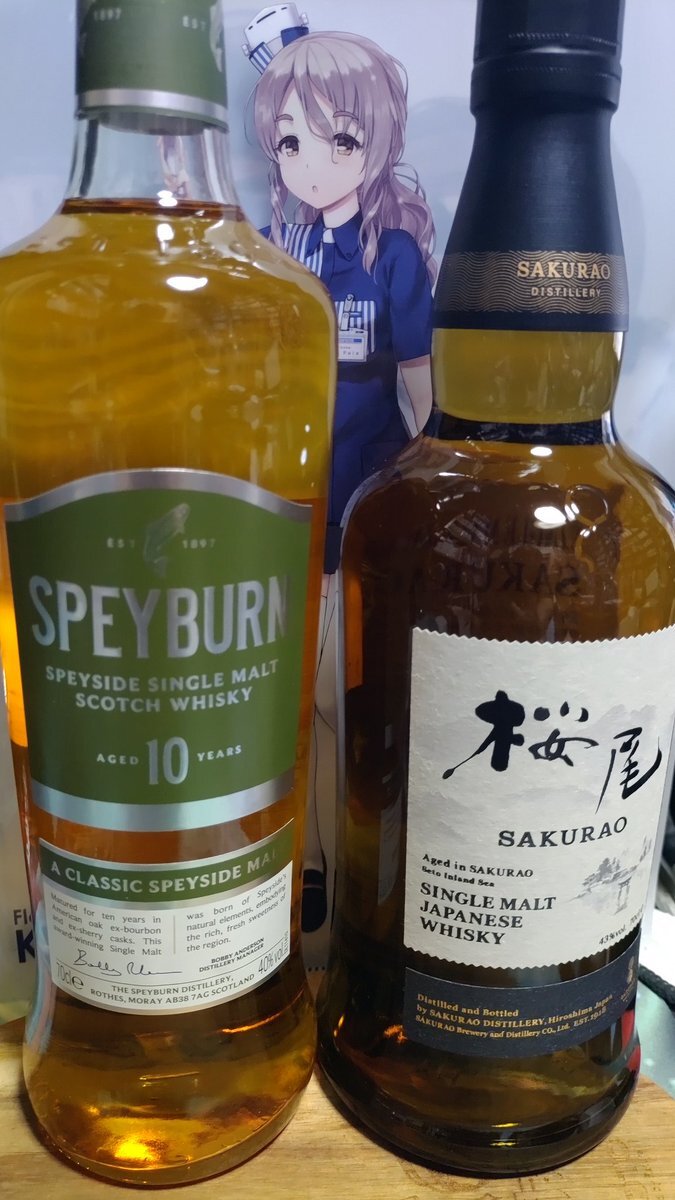 1897
EST 1897
SPEYBURN
SPEYSIDE SINGLE MALT
SCOTCH WHISKY
AGED 10 YEARS
A CLASSIC SPEYSIDE MA
Matured for ten years in
American oak ex-bourbon
and ex-sherry casks. This
award-winning Single Malt
was born of Speyside's
natural elements, embodying
the rich, fresh sweetness of
the region.
BOBBY ANDERSON
DISTILLERY MANAGER
70cl e
40%vol
THE SPEYBURN DISTILLERY,
ROTHES, MORAY AB38 7AG SCOTLAND
SAKURAO
DISTILLERY
桜尾
SAKURAO
Aged in SAKURAO
Seto Inland Sea
SINGLE MALT
JAPANESE
WHISKY
43%vol.
Distilled and Bottled
by SAKURAO DISTILLERY, Hiroshima Japan
SAKURAO Brewery and Distillery CO., Ltd. EST.1918